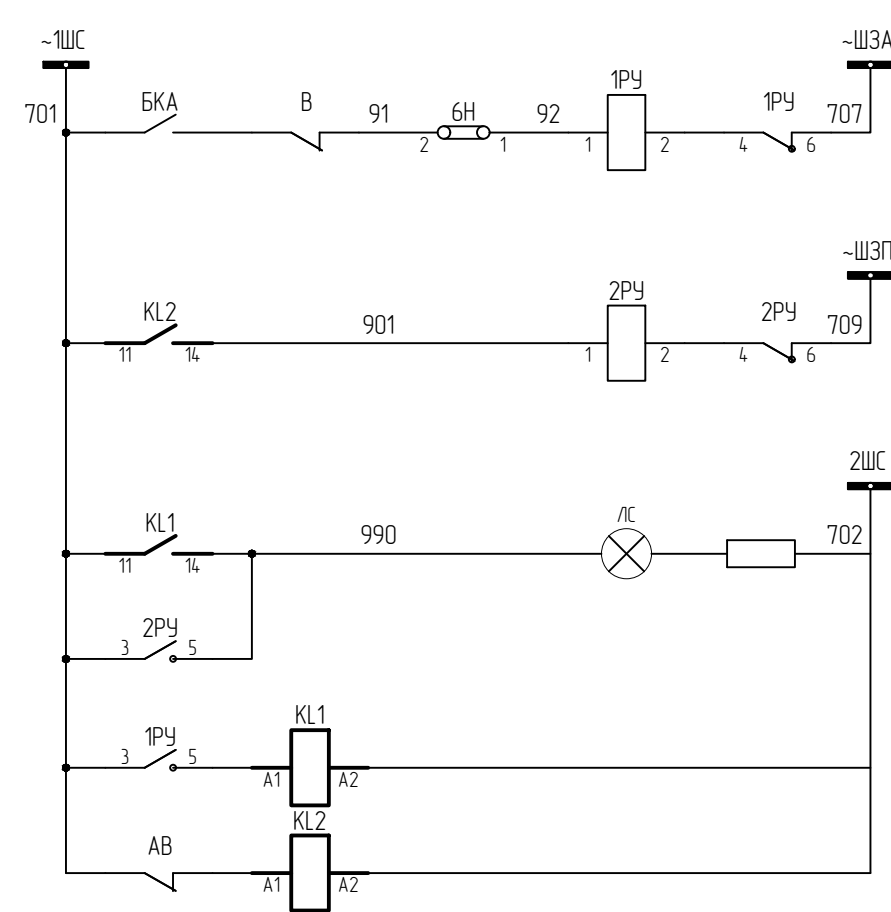 ~1ШС
~ШЗА
701 БКА В 91 6Н 92 1РУ 1РУ 707
2 1 1 2 4 6
~ШЗП
KL2 901 2РУ 2РУ 709
11 14 1 2 4 6
2ШС
KL1 990 ЛС 702
11 14
2РУ
3 5
1РУ KL1
3 5 A1 A2
АВ KL2
A1 A2